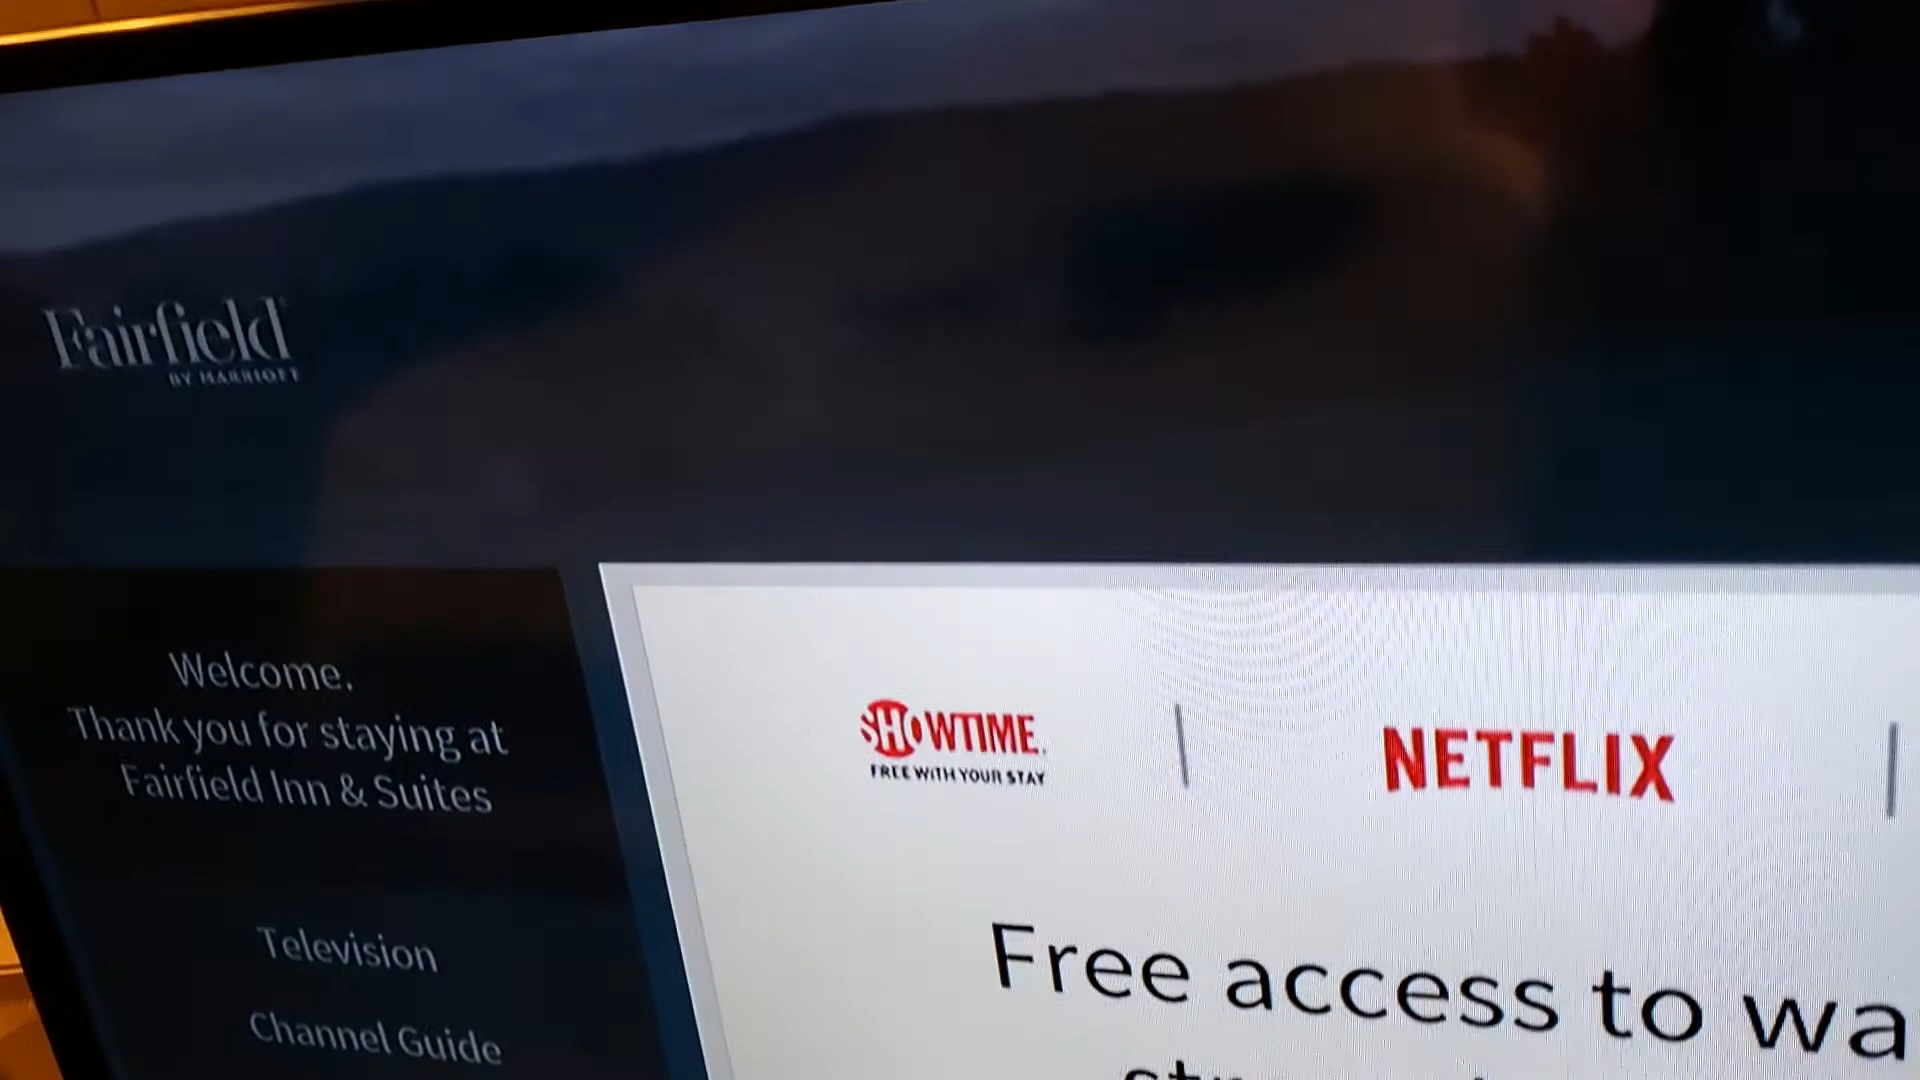 Fairfield
BY MARRIOTT
Welcome.
Thank you for staying at
Fairfield Inn & Suites
Television
Channel Guide
SHOWTIME.
FREE WITH YOUR STAY
NETFLIX
Free access to wa